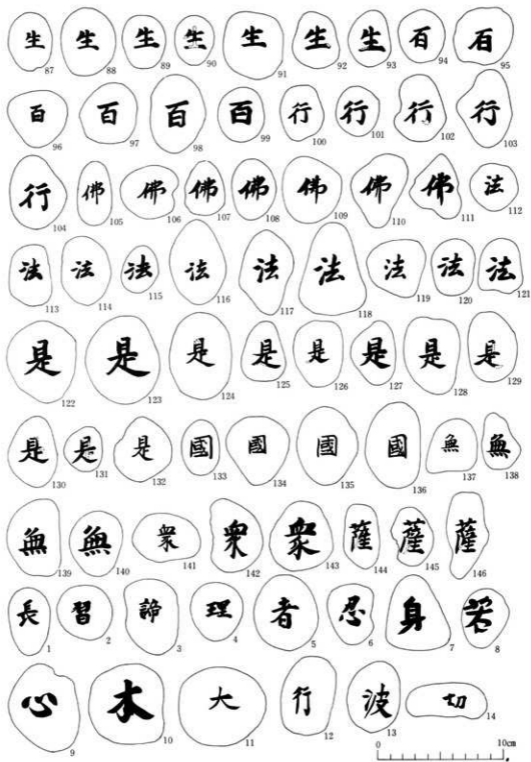 生 生 生 生 生 生 生 百 石
87 88 89 90 91 92 93 94 95
百 百 百 百 行 行 行 行
96 97 98 99 100 101 102 103
行 佛 佛 佛 佛 佛 佛 佛 法
104 105 106 107 108 109 110 111 112
法 法 法 法 法 法 法 法 法
113 114 115 116 117 118 119 120 121
是 是 是 是 是 是 是 是
122 123 124 125 126 127 128 129
是 是 是 國 國 國 國 無 無
130 131 132 133 134 135 136 137 138
無 無 衆 衆 衆 薩 薩 薩
139 140 141 142 143 144 145 146
長 習 諦 理 者 忍 身 若
1 2 3 4 5 6 7 8
心 木 大 行 波 切
9 10 11 12 13 14
0 10cm